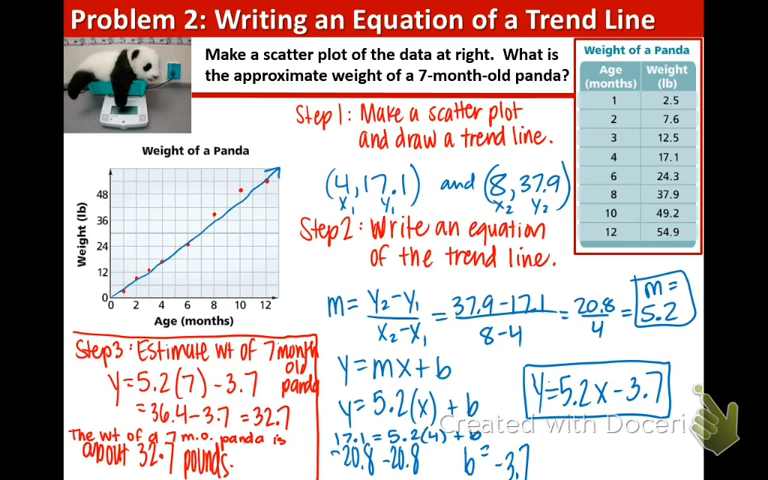 Problem 2: Writing an Equation of a Trend Line
Make a scatter plot of the data at right. What is
the approximate weight of a 7-month-old panda?
Weight of a Panda
Age (months) Weight (lb)
1 2.5
2 7.6
3 12.5
4 17.1
6 24.3
8 37.9
10 49.2
12 54.9
Step 1: Make a scatter plot
and draw a trend line.
(4, 17.1) and (8, 37.9)
x₁ y₁ x₂ y₂
Weight of a Panda
Weight (lb)
48
36
24
12
0
0 2 4 6 8 10 12
Age (months)
Step 2: Write an equation
of the trend line.
m = y₂-y₁/x₂-x₁ = 37.9-17.1/8-4 = 20.8/4 = m = 5.2
y = mx + b
y = 5.2(x) + b
17.1 = 5.2(4) + b
-20.8 -20.8 b = -3.7
y = 5.2x - 3.7
Step 3: Estimate wt of 7 month
old
panda
y = 5.2(7) - 3.7
= 36.4 - 3.7 = 32.7
The wt of a 7 m.o. panda is
about 32.7 pounds.
Created with Doceri